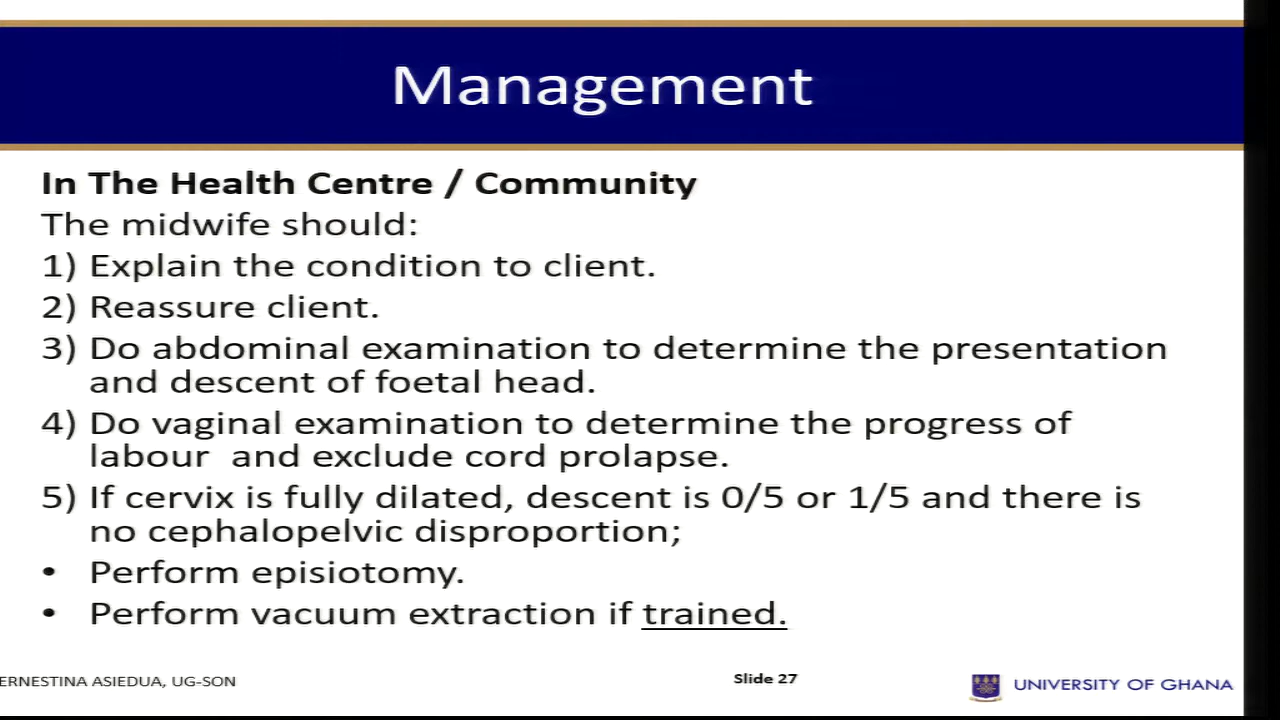 Management
In The Health Centre / Community
The midwife should:
1) Explain the condition to client.
2) Reassure client.
3) Do abdominal examination to determine the presentation
and descent of foetal head.
4) Do vaginal examination to determine the progress of
labour and exclude cord prolapse.
5) If cervix is fully dilated, descent is 0/5 or 1/5 and there is
no cephalopelvic disproportion;
• Perform episiotomy.
• Perform vacuum extraction if trained.
ERNESTINA ASIEDUA, UG-SON
Slide 27
UNIVERSITY OF GHANA